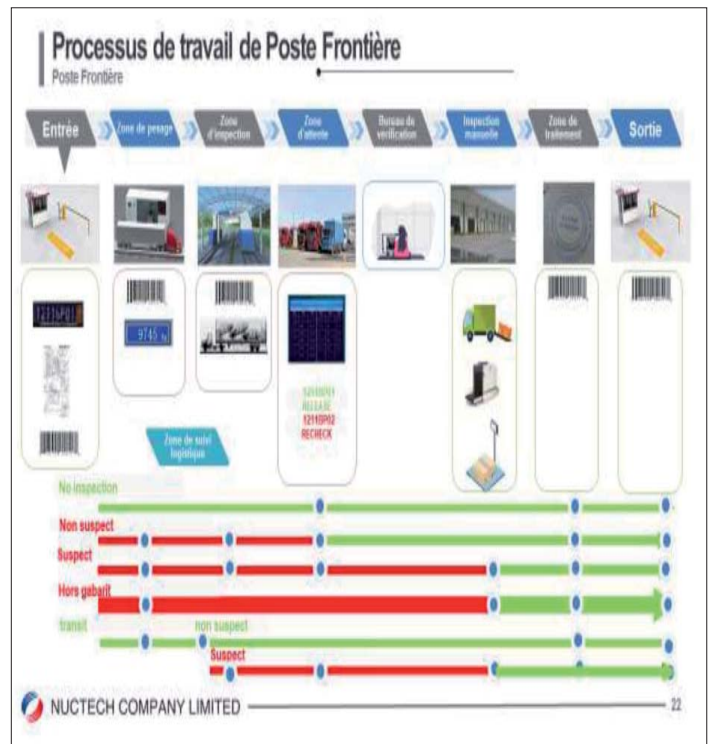 Processus de travail de Poste Frontière
Poste Frontière
Entrée
Zone de pesage
Zone d'inspection
Zone d'attente
Bureau de vérification
Inspection manuelle
Zone de traitement
Sortie
9745
RELEASE
RECHECK
Zone de suivi logistique
No inspection
Non suspect
Suspect
Hors gabarit
transit
non suspect
Suspect
NUCTECH COMPANY LIMITED
22